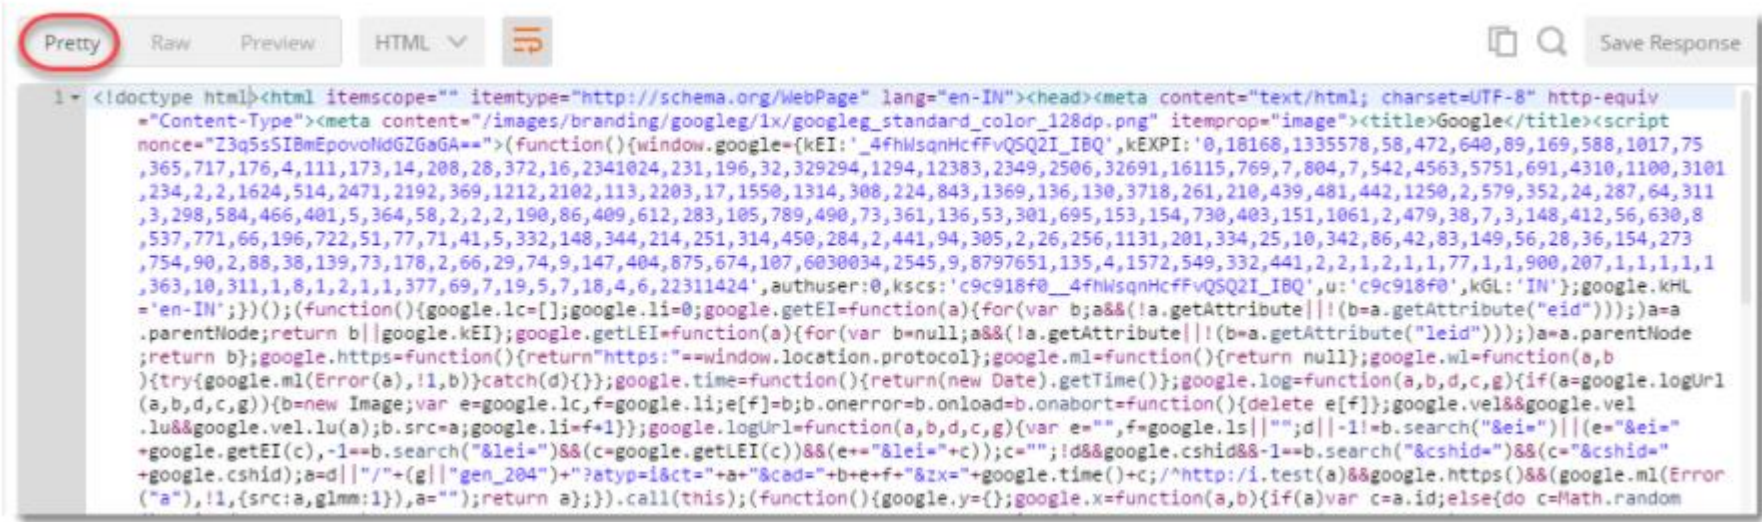 Pretty Raw Preview HTML Save Response
1 <!doctype html><html itemscope="" itemtype="http://schema.org/WebPage" lang="en-IN"><head><meta content="text/html; charset=UTF-8" http-equiv
="Content-Type"><meta content="/images/branding/googleg/1x/googleg_standard_color_128dp.png" itemprop="image"><title>Google</title><script
nonce="Z3q5sSIBmEpovoNdGZGaGA==">(function(){window.google={kEI:'_4fhWsqnHcfFvQSQ2I_IBQ',kEXPI:'0,18168,1335578,58,472,640,89,169,588,1017,75
,365,717,176,4,111,173,14,208,28,372,16,2341024,231,196,32,329294,1294,12383,2349,2506,32691,16115,769,7,804,7,542,4563,5751,691,4310,1100,3101
,234,2,2,1624,514,2471,2192,369,1212,2102,113,2203,17,1550,1314,308,224,843,1369,136,130,3718,261,210,439,481,442,1250,2,579,352,24,287,64,311
,3,298,584,466,401,5,364,58,2,2,2,190,86,409,612,283,105,789,490,73,361,136,53,301,695,153,154,730,403,151,1061,2,479,38,7,3,148,412,56,630,8
,537,771,66,196,722,51,77,71,41,5,332,148,344,214,251,314,450,284,2,441,94,305,2,26,256,1131,201,334,25,10,342,86,42,83,149,56,28,36,154,273
,754,90,2,88,38,139,73,178,2,66,29,74,9,147,404,875,674,107,6030034,2545,9,8797651,135,4,1572,549,332,441,2,2,1,2,1,1,77,1,1,900,207,1,1,1,1,1
,363,10,311,1,8,1,2,1,1,377,69,7,19,5,7,18,4,6,22311424',authuser:0,kscs:'c9c918f0__4fhWsqnHcfFvQSQ2I_IBQ',u:'c9c918f0',kGL:'IN'};google.kHL
='en-IN';})();(function(){google.lc=[];google.li=0;google.getEI=function(a){for(var b;a&&(!a.getAttribute||!(b=a.getAttribute("eid")));)a=a
.parentNode;return b||google.kEI};google.getLEI=function(a){for(var b=null;a&&(!a.getAttribute||!(b=a.getAttribute("leid")));)a=a.parentNode
;return b};google.https=function(){return"https:"==window.location.protocol};google.ml=function(){return null};google.wl=function(a,b
){try{google.ml(Error(a),!1,b)}catch(d){}};google.time=function(){return(new Date).getTime()};google.log=function(a,b,d,c,g){if(a=google.logUrl
(a,b,d,c,g)){b=new Image;var e=google.lc,f=google.li;e[f]=b;b.onerror=b.onload=b.onabort=function(){delete e[f]};google.vel&&google.vel
.lu&&google.vel.lu(a);b.src=a;google.li=f+1}};google.logUrl=function(a,b,d,c,g){var e="",f=google.ls||"";d||-1!=b.search("&ei=")||(e="&ei="
+google.getEI(c),-1==b.search("&lei=")&&(c=google.getLEI(c))&&(e+="&lei="+c));c="";!d&&google.cshid&&-1==b.search("&cshid=")&&(c="&cshid="
+google.cshid);a=d||"/"+(g||"gen_204")+"?atyp=i&ct="+a+"&cad="+b+e+f+"&zx="+google.time()+c;/^http:/i.test(a)&&google.https()&&(google.ml(Error
("a"),!1,{src:a,glmm:1}),a="");return a};}).call(this);(function(){google.y={};google.x=function(a,b){if(a)var c=a.id;else{do c=Math.random